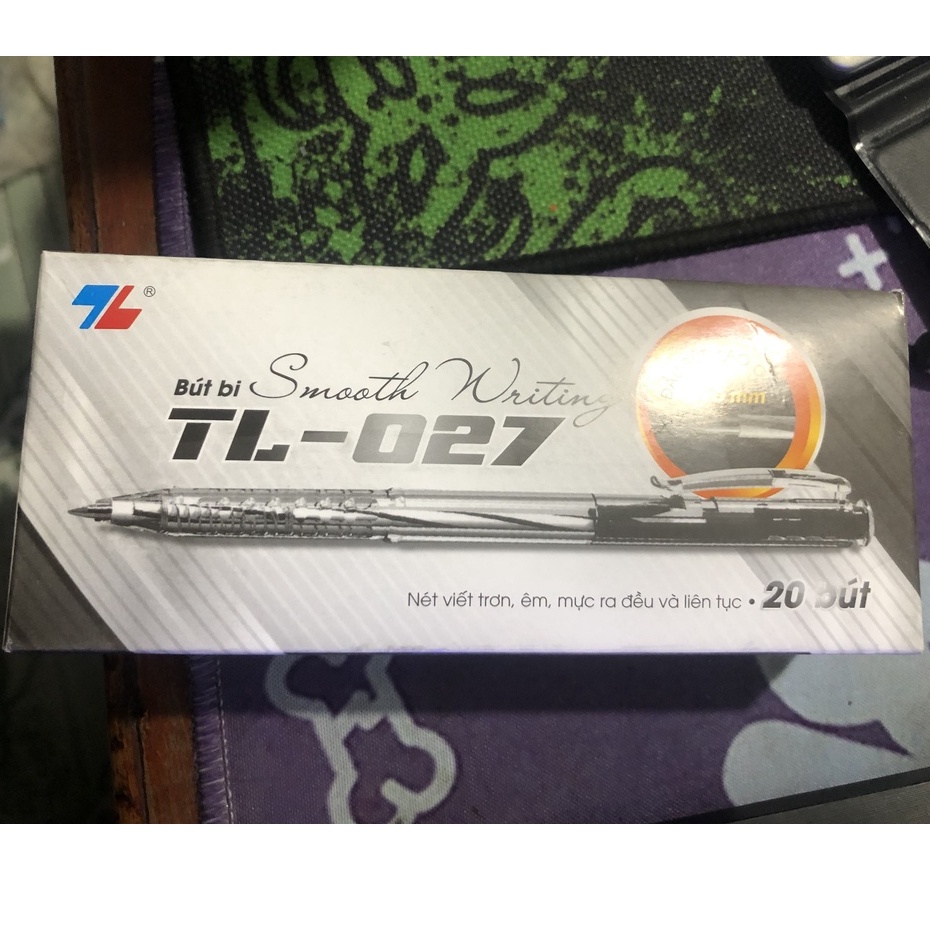 TL ®
Bút bi Smooth Writing
TL-027
mm
Nét viết trơn, êm, mực ra đều và liên tục • 20 bút